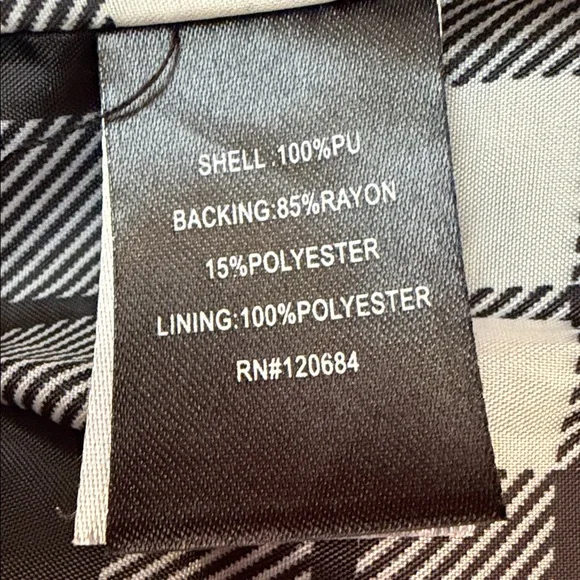 SHELL :100%PU
BACKING:85%RAYON
15%POLYESTER
LINING:100%POLYESTER
RN#120684